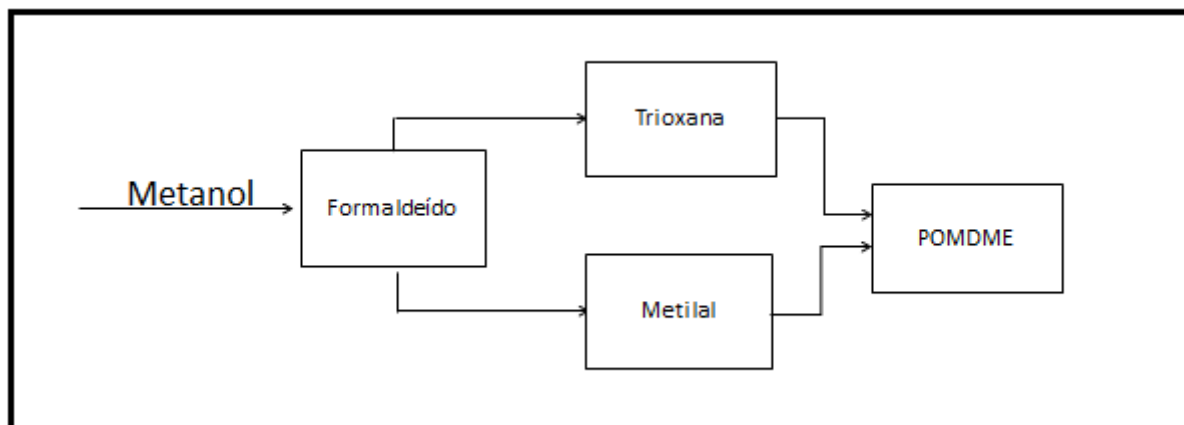 Metanol
Formaldeído
Trioxana
Metilal
POMDME